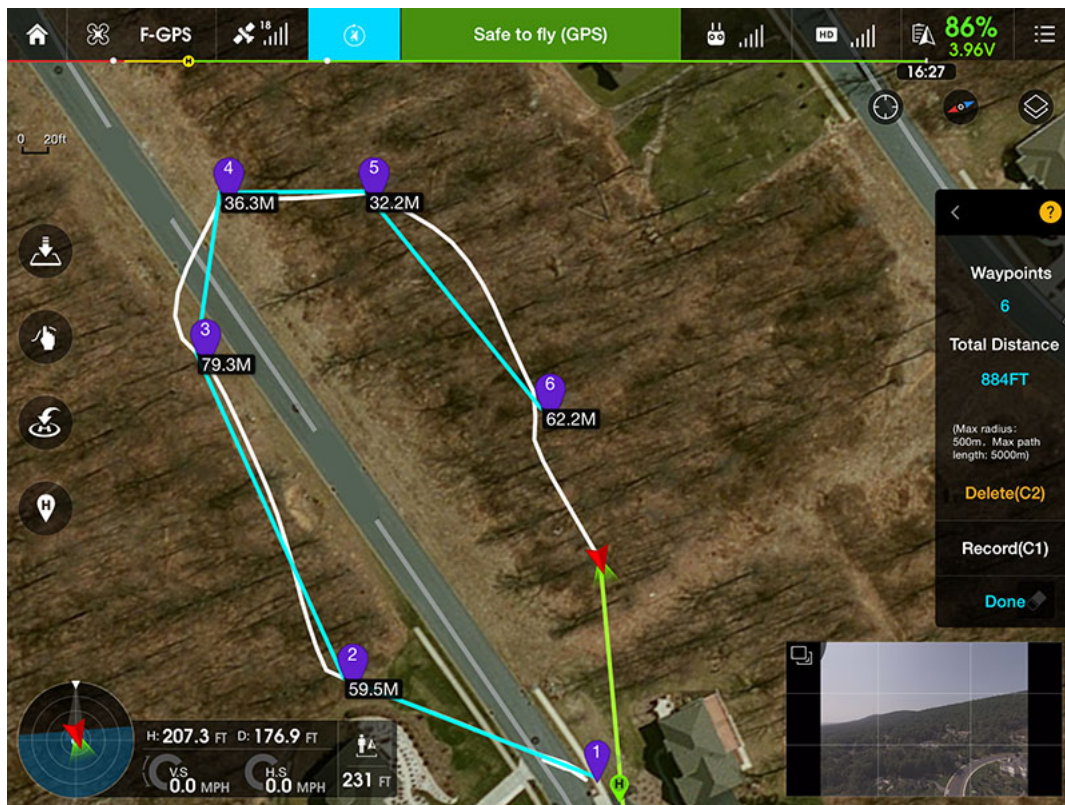 F-GPS
18
Safe to fly (GPS)
HD
86%
3.96V
H
16:27
0 20ft
4
5
36.3M
32.2M
3
79.3M
6
62.2M
2
59.5M
1
H
H
Waypoints
6
Total Distance
884FT
(Max radius:
500m. Max path
length: 5000m)
Delete(C2)
Record(C1)
Done
?
H: 207.3 FT D: 176.9 FT
V.S
0.0 MPH
H.S
0.0 MPH
231 FT